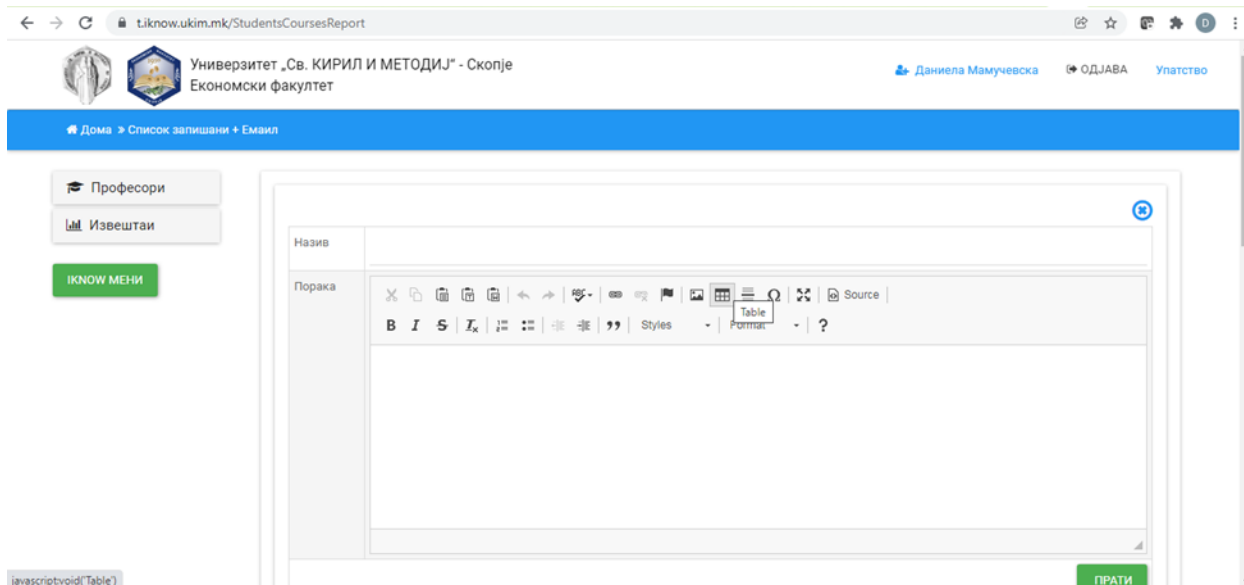 t.iknow.ukim.mk/StudentsCoursesReport
D
Универзитет „Св. КИРИЛ И МЕТОДИЈ“ - Скопје
Економски факултет
Даниела Мамучевска
ОДЈАВА
Упатство
Дома » Список запишани + Емаил
Професори
Извештаи
IKNOW МЕНИ
Назив
Порака
Source
Table
B I S Ix
Styles
Format
?
ПРАТИ
javascript:void('Table')